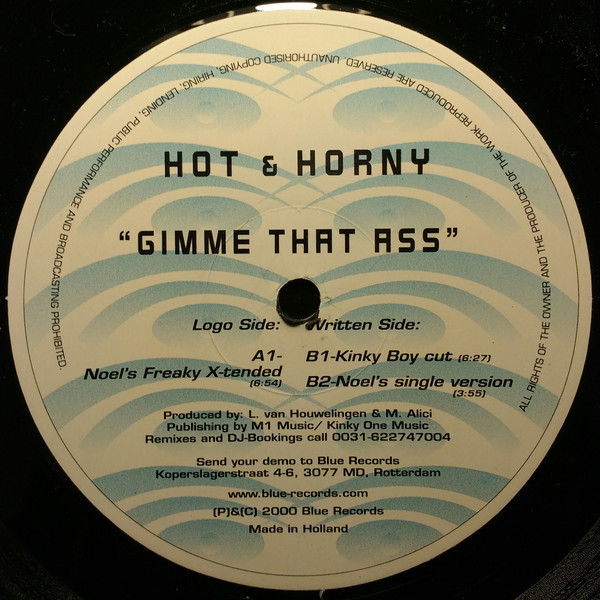 ALL RIGHTS OF THE OWNER AND THE PRODUCER OF THE WORK REPRODUCED ARE RESERVED. UNAUTHORISED COPYING, HIRING, LENDING, PUBLIC PERFORMANCE AND BROADCASTING PROHIBITED.
HOT & HORNY
“GIMME THAT ASS”
Logo Side:
A1-
Noel's Freaky X-tended
(6:54)
Written Side:
B1-Kinky Boy cut (6:27)
B2-Noel's single version
(3:55)
Produced by: L. van Houwelingen & M. Alici
Publishing by M1 Music/ Kinky One Music
Remixes and DJ-Bookings call 0031-622747004
Send your demo to Blue Records
Koperslagerstraat 4-6, 3077 MD, Rotterdam
www.blue-records.com
(P)&(C) 2000 Blue Records
Made in Holland